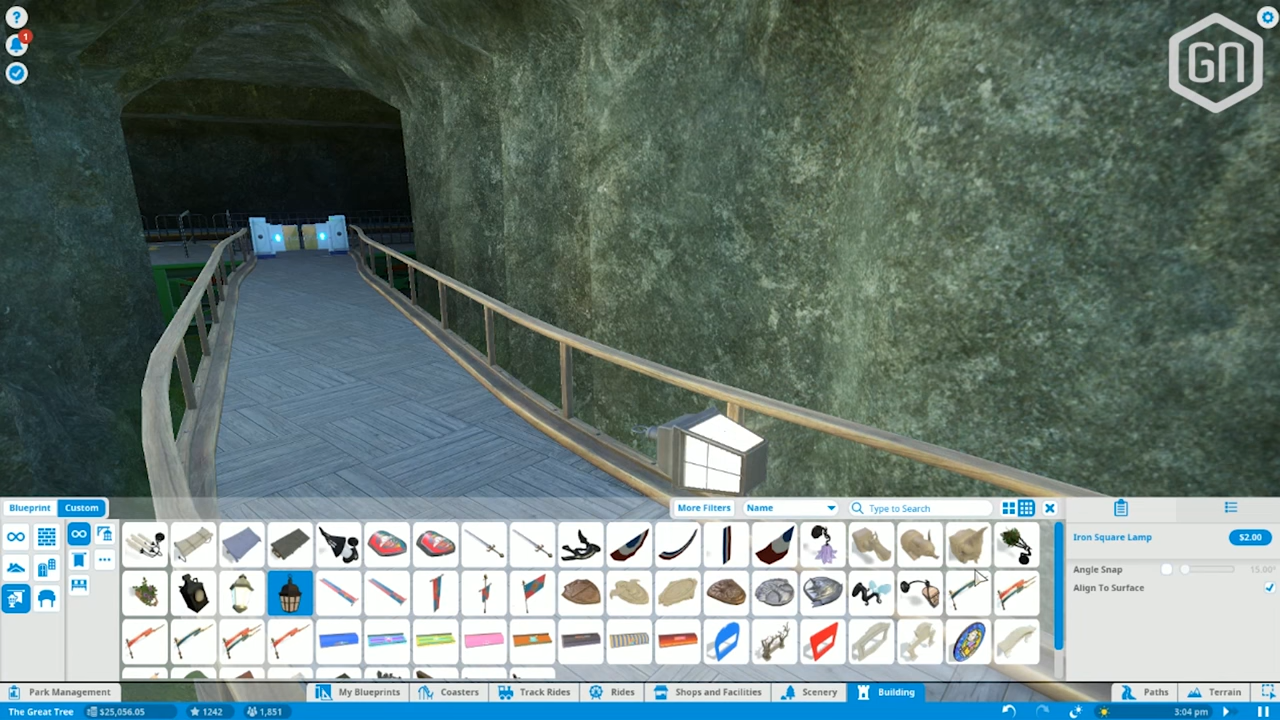 ?
1
GN
Blueprint Custom
More Filters Name Type to Search
Iron Square Lamp $2.00
Angle Snap 15.00°
Align To Surface
Park Management My Blueprints Coasters Track Rides Rides Shops and Facilities Scenery Building Paths Terrain
The Great Tree $25,056.05 1242 1,851 3:04 pm